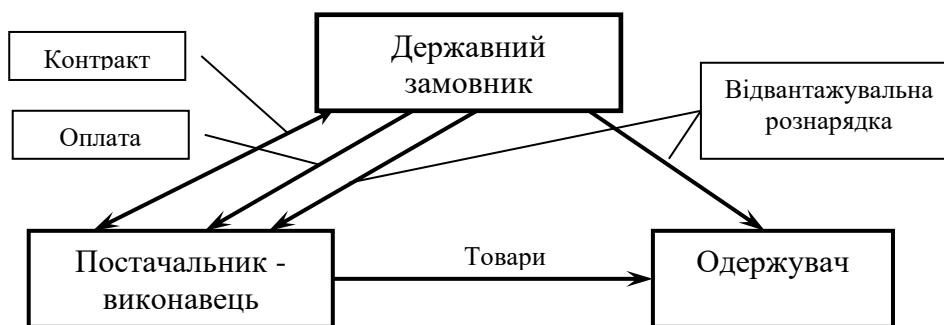 Контракт
Державний
замовник
Відвантажувальна
рознарядка
Оплата
Постачальник -
виконавець
Товари
Одержувач